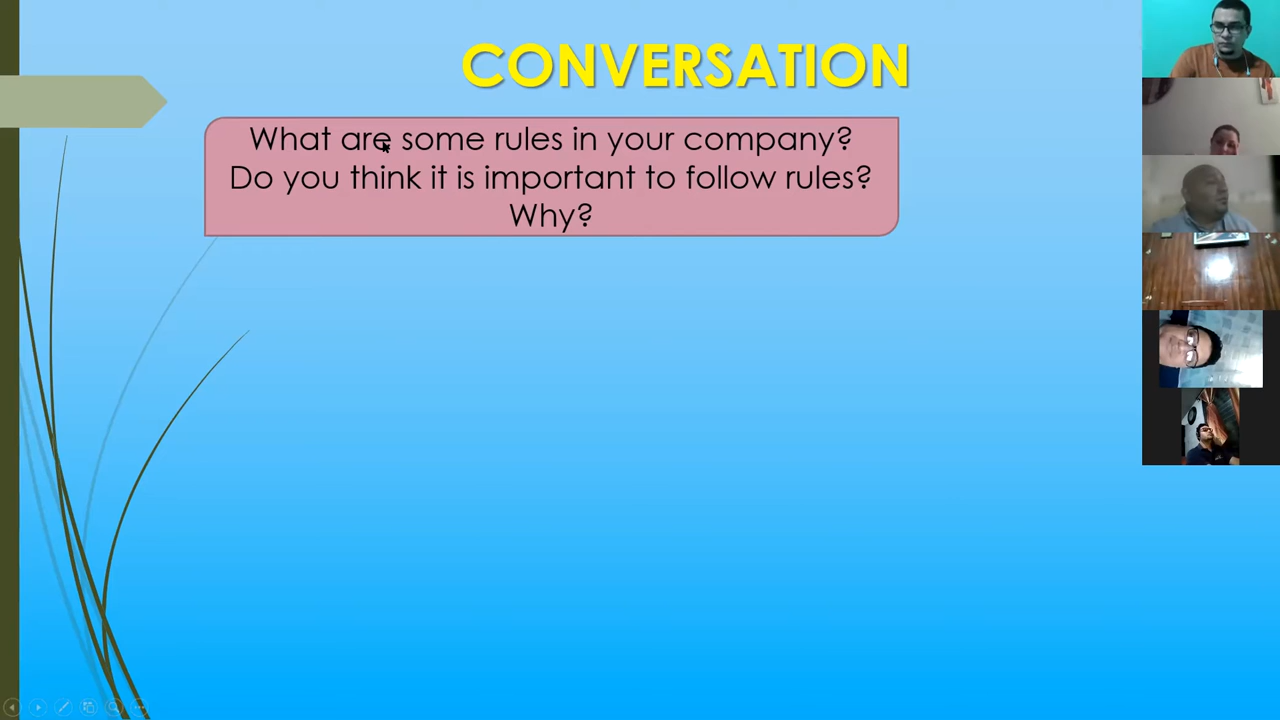 CONVERSATION
What are some rules in your company?
Do you think it is important to follow rules?
Why?